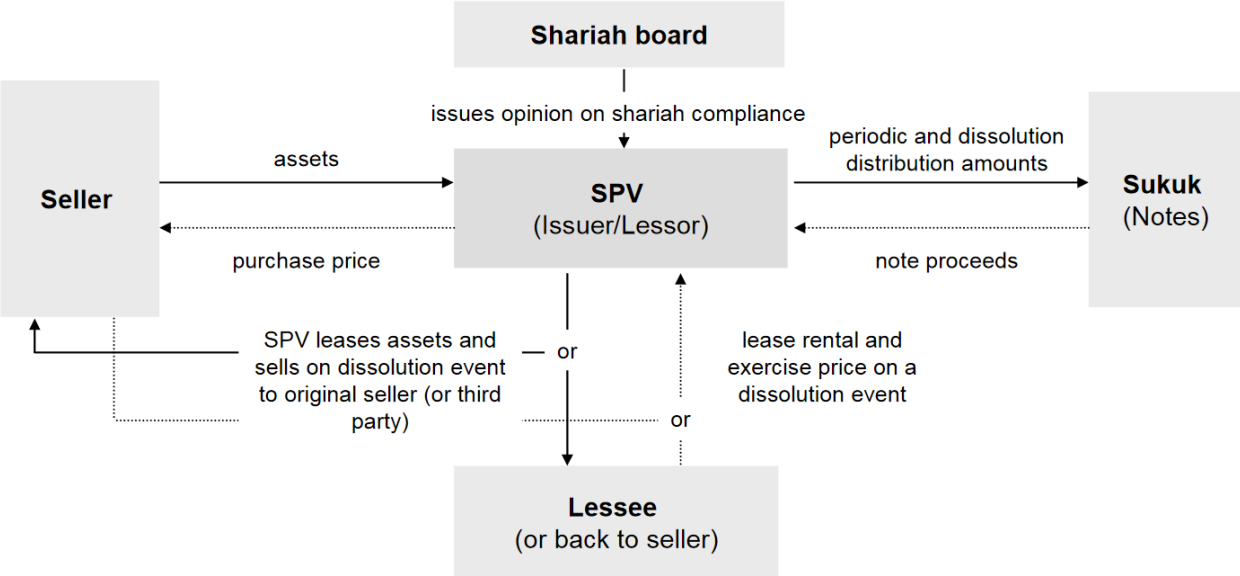 Shariah board
issues opinion on shariah compliance
Seller
assets
purchase price
SPV
(Issuer/Lessor)
periodic and dissolution
distribution amounts
note proceeds
Sukuk
(Notes)
SPV leases assets and
sells on dissolution event
to original seller (or third
party)
or
lease rental and
exercise price on a
dissolution event
or
Lessee
(or back to seller)